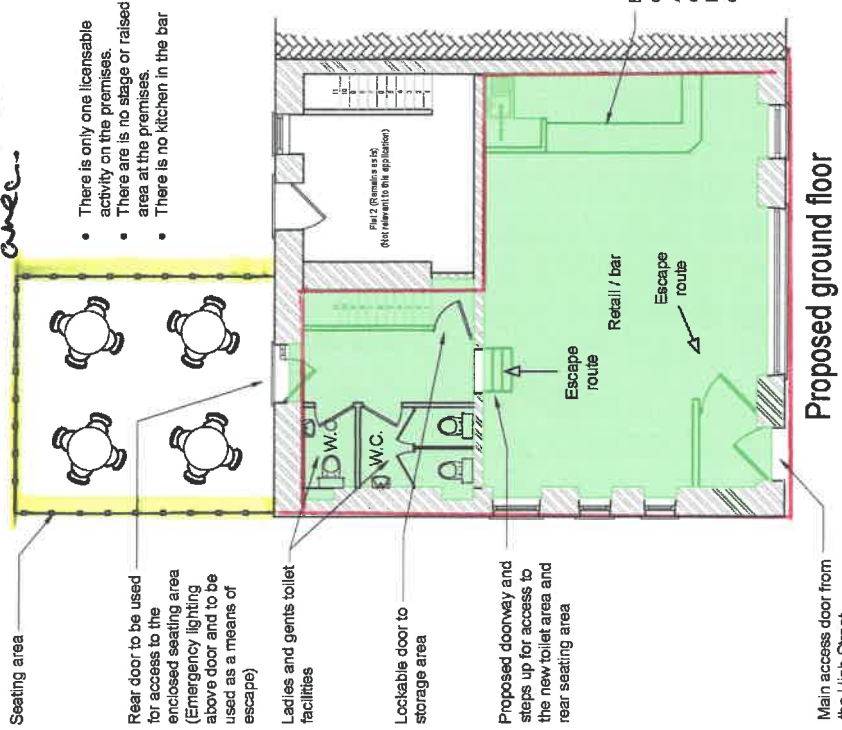 • There is only one licensable
activity on the premises.
• There are is no stage or raised
area at the premises.
• There is no kitchen in the bar
Seating area
Rear door to be used
for access to the
enclosed seating area
(Emergency lighting
above door and to be
used as a means of
escape)
Ladies and gents toilet
facilities
Lockable door to
storage area
Proposed doorway and
steps up for access to
the new toilet area and
rear seating area
Main access door from
the High Street
Flat 2 (Remains as is)
(Not relevent to this application)
W.C.
W.C.
Retail / bar
Escape
route
Escape
route
Proposed ground floor